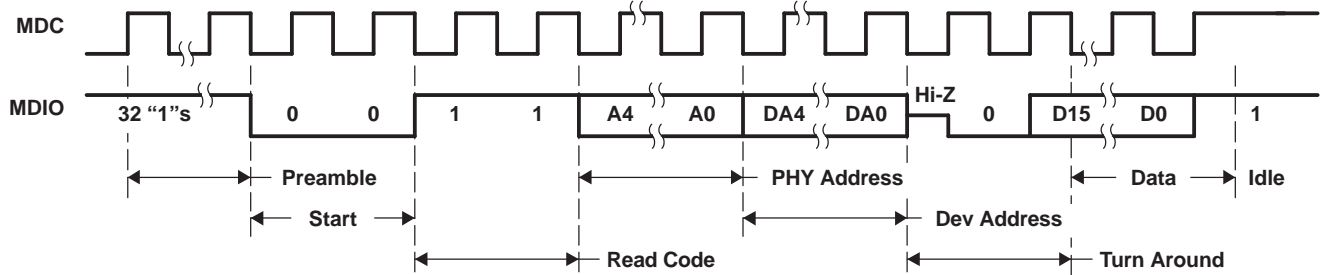 MDC
MDIO
32 “1”s 0 0 1 1 A4 A0 DA4 DA0 Hi-Z 0 D15 D0 1
Preamble PHY Address Data Idle
Start Dev Address
Read Code Turn Around